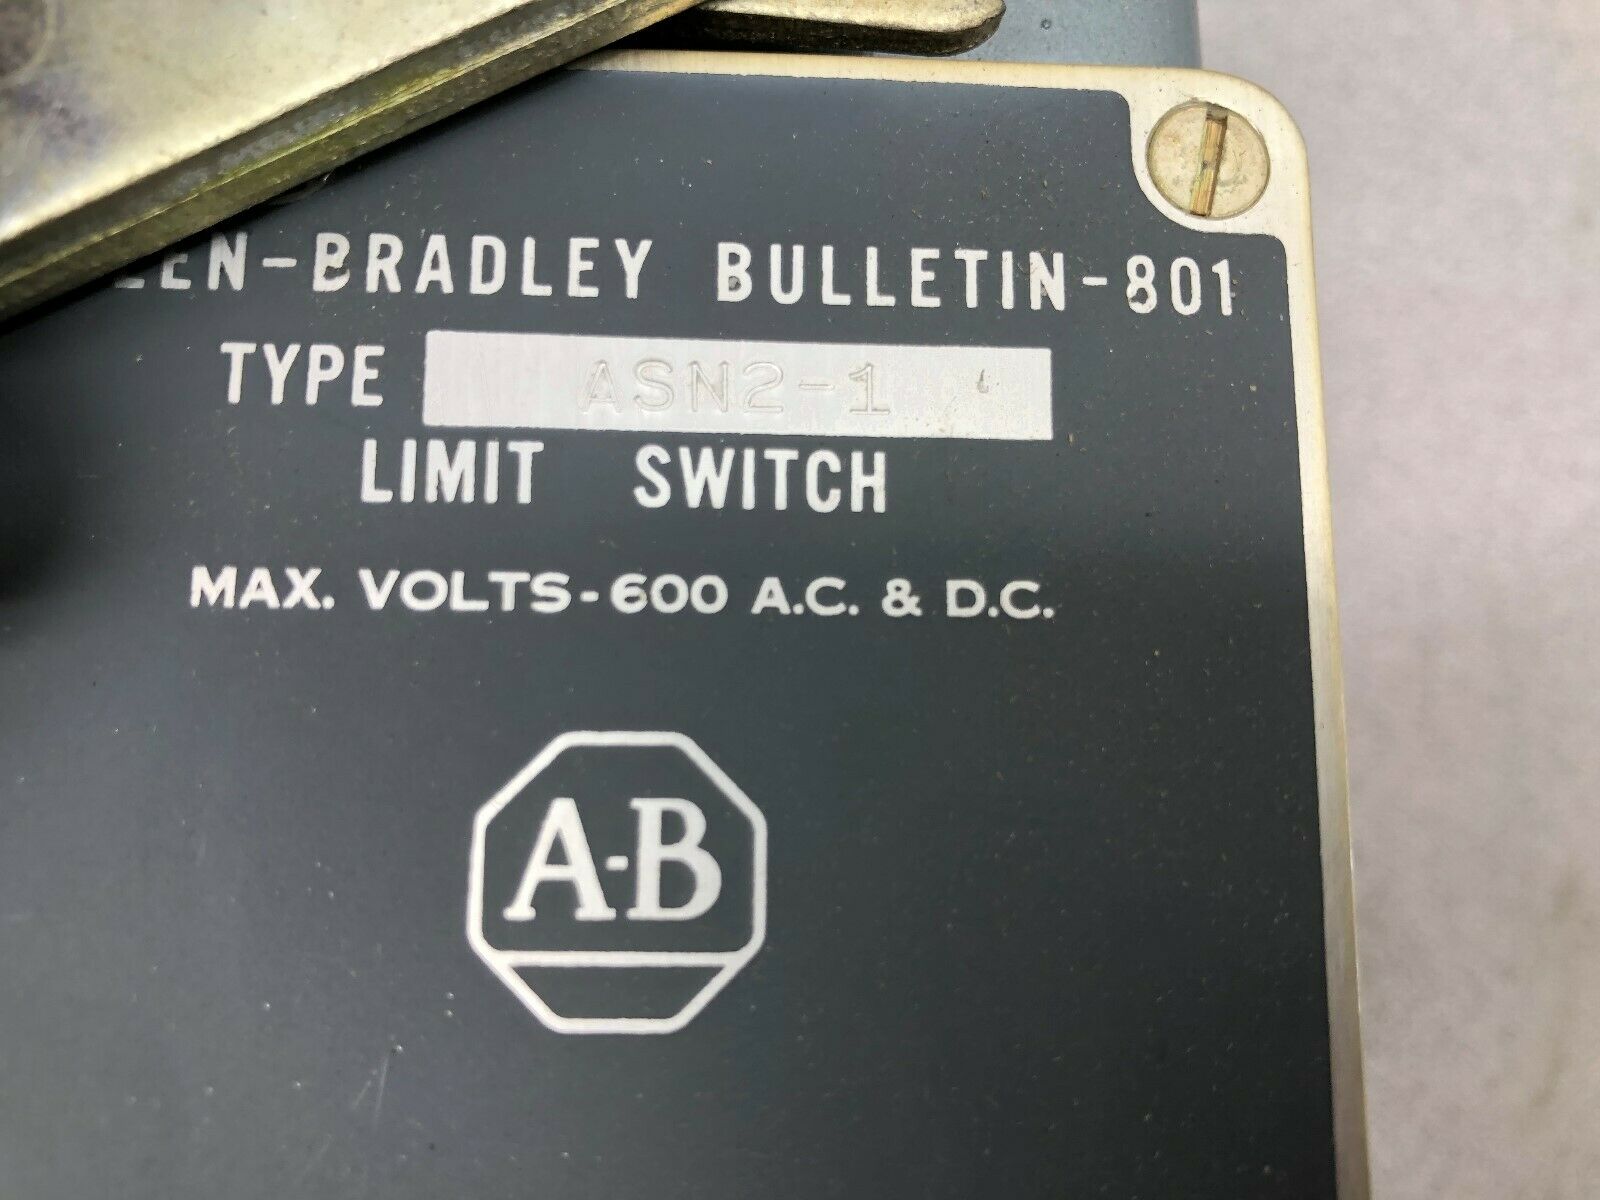 LEN-BRADLEY BULLETIN-801
TYPE ASN2-1
LIMIT SWITCH
MAX. VOLTS-600 A.C. & D.C.
A-B